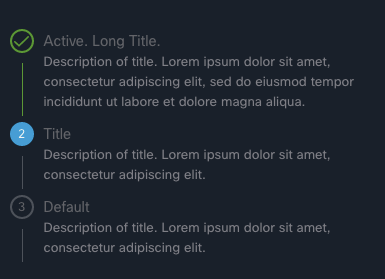 Active. Long Title.
Description of title. Lorem ipsum dolor sit amet,
consectetur adipiscing elit, sed do eiusmod tempor
incididunt ut labore et dolore magna aliqua.
2 Title
Description of title. Lorem ipsum dolor sit amet,
consectetur adipiscing elit.
3 Default
Description of title. Lorem ipsum dolor sit amet,
consectetur adipiscing elit.